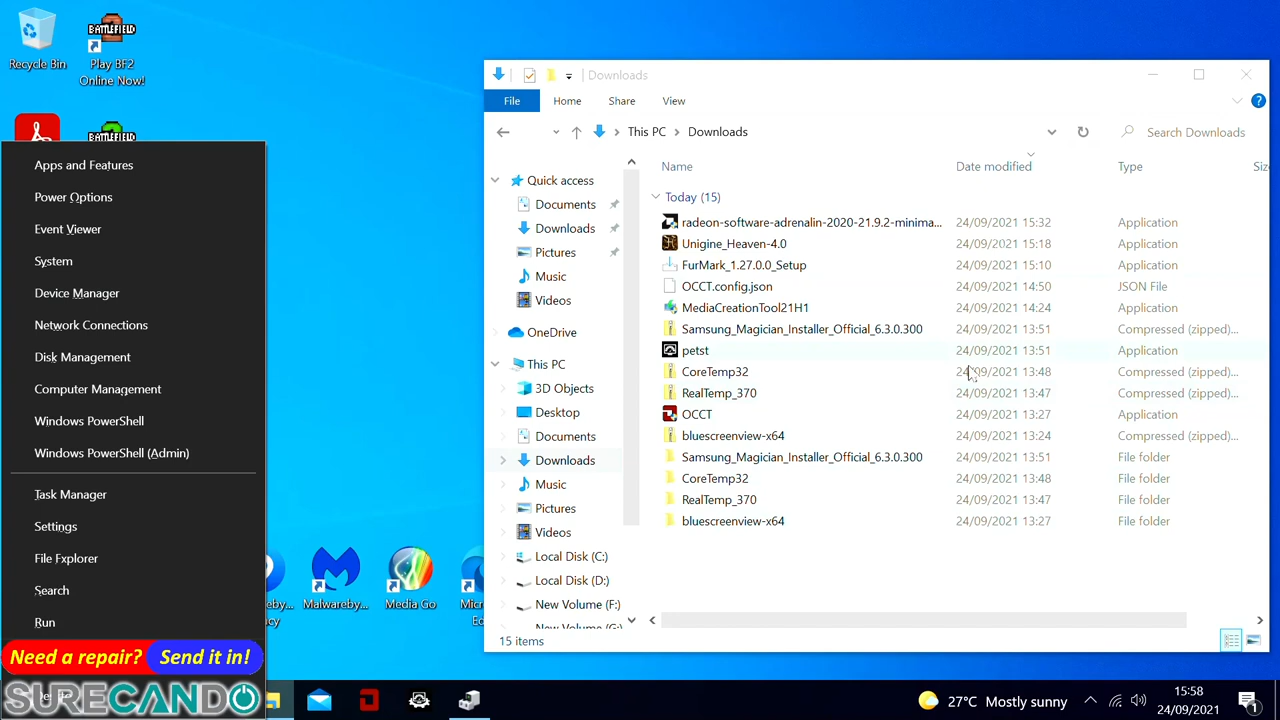 Recycle Bin
BATTLEFIELD
Play BF2
Online Now!
BATTLEFIELD
Apps and Features
Power Options
Event Viewer
System
Device Manager
Network Connections
Disk Management
Computer Management
Windows PowerShell
Windows PowerShell (Admin)
Task Manager
Settings
File Explorer
Search
Run
Need a repair? Send it in!
SURECANDO
Malwareby...
Media Go
Downloads
File Home Share View
This PC > Downloads
Search Downloads
Name Date modified Type
Today (15)
radeon-software-adrenalin-2020-21.9.2-minima... 24/09/2021 15:32 Application
Unigine_Heaven-4.0 24/09/2021 15:18 Application
FurMark_1.27.0.0_Setup 24/09/2021 15:10 Application
OCCT.config.json 24/09/2021 14:50 JSON File
MediaCreationTool21H1 24/09/2021 14:24 Application
Samsung_Magician_Installer_Official_6.3.0.300 24/09/2021 13:51 Compressed (zipped)...
petst 24/09/2021 13:51 Application
CoreTemp32 24/09/2021 13:48 Compressed (zipped)...
RealTemp_370 24/09/2021 13:47 Compressed (zipped)...
OCCT 24/09/2021 13:27 Application
bluescreenview-x64 24/09/2021 13:24 Compressed (zipped)...
Samsung_Magician_Installer_Official_6.3.0.300 24/09/2021 13:51 File folder
CoreTemp32 24/09/2021 13:48 File folder
RealTemp_370 24/09/2021 13:47 File folder
bluescreenview-x64 24/09/2021 13:27 File folder
Quick access
Documents
Downloads
Pictures
Music
Videos
OneDrive
This PC
3D Objects
Desktop
Documents
Downloads
Music
Pictures
Videos
Local Disk (C:)
Local Disk (D:)
New Volume (F:)
15 items
27°C Mostly sunny
15:58
24/09/2021
1